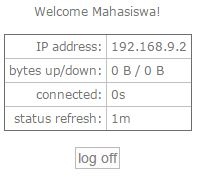 Welcome Mahasiswa!
IP address: 192.168.9.2
bytes up/down: 0 B / 0 B
connected: 0s
status refresh: 1m
log off